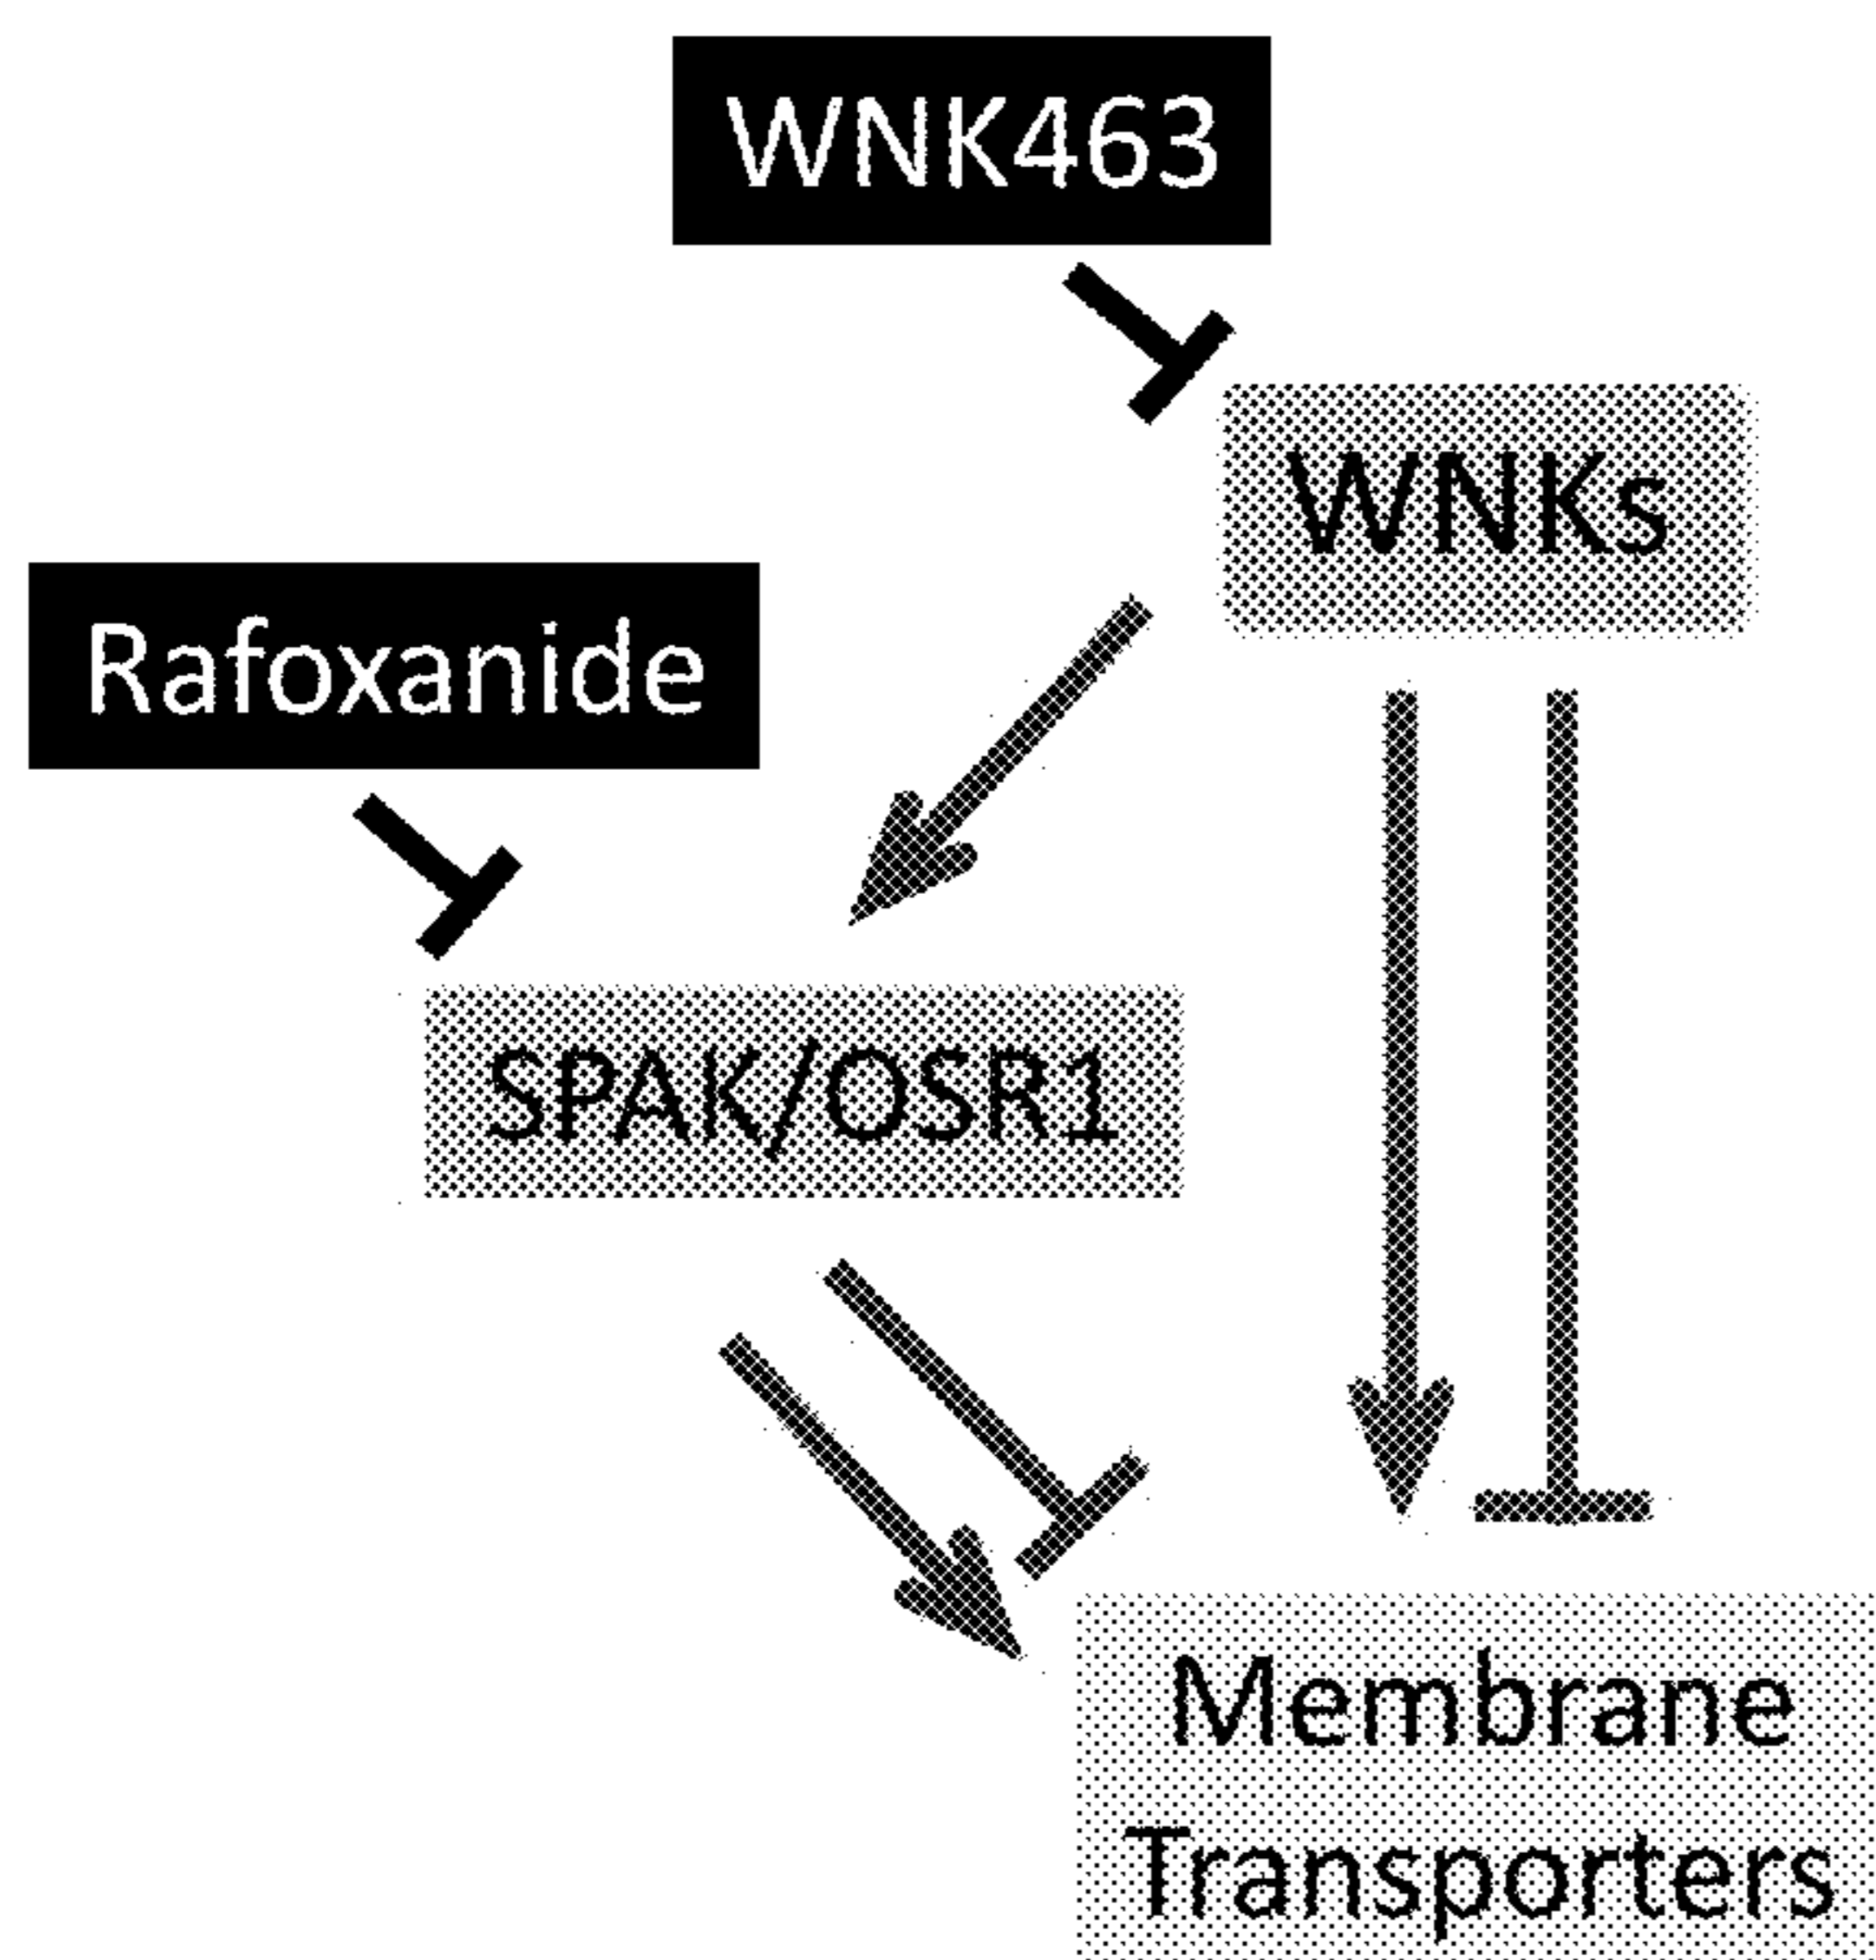 WNK463
WNKs
Rafoxanide
SPAK/OSR1
Membrane
Transporters